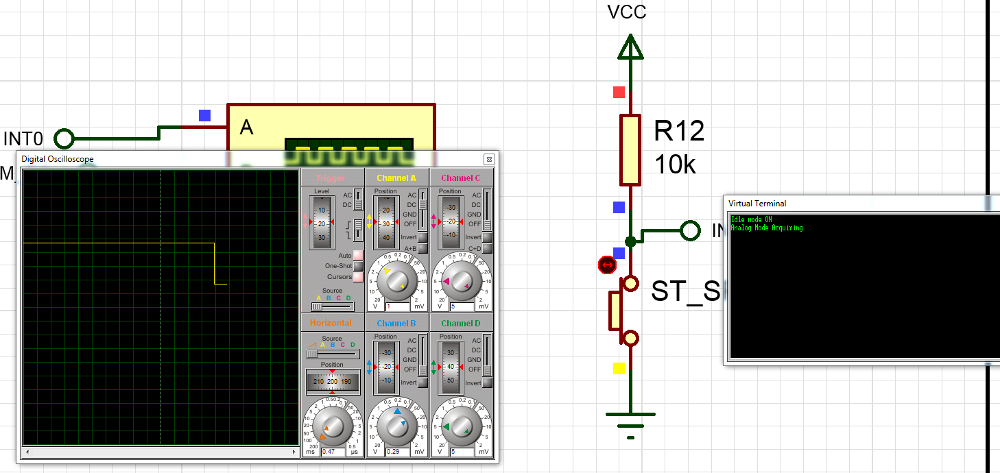 VCC
A
INT0
R12
10k
M_
Digital Oscilloscope
Trigger
Channel A
Channel C
Level
AC
DC
10
20
30
Auto
One-Shot
Cursors
Source
A B C D
Position
20
30
40
AC
DC
GND
OFF
Invert
A+B
V
1
mV
Position
-30
-20
-10
AC
DC
GND
OFF
Invert
C+D
V
5
mV
Horizontal
Channel B
Channel D
Source
A B C D
Position
210 200 190
ms
0.47
µs
Position
-30
-20
-10
AC
DC
GND
OFF
Invert
V
0.29
mV
Position
30
40
50
AC
DC
GND
OFF
Invert
V
5
mV
ST_S
Virtual Terminal
Idle mode ON
Analog Mode Acquiring